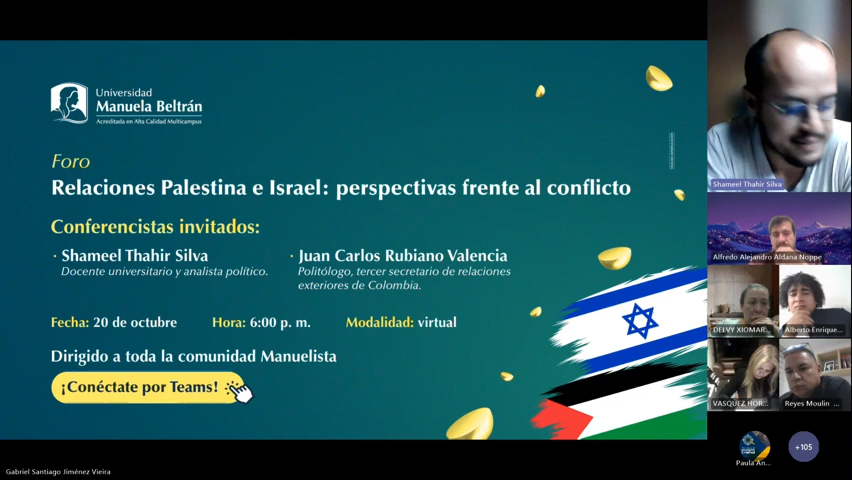 Universidad
Manuela Beltrán
Acreditada en Alta Calidad Multicampus
Foro
Relaciones Palestina e Israel: perspectivas frente al conflicto
Conferencistas invitados:
· Shameel Thahir Silva
Docente universitario y analista político.
· Juan Carlos Rubiano Valencia
Politólogo, tercer secretario de relaciones
exteriores de Colombia.
Fecha: 20 de octubre Hora: 6:00 p. m. Modalidad: virtual
Dirigido a toda la comunidad Manuelista
¡Conéctate por Teams!
Gabriel Santiago Jiménez Vieira
Shameel Thahir Silva
Alfredo Alejandro Aldana Noppe
DELVY XIOMAR...
Alberto Enrique...
VASQUEZ HOR...
Reyes Moulin ...
Paula An...
+105